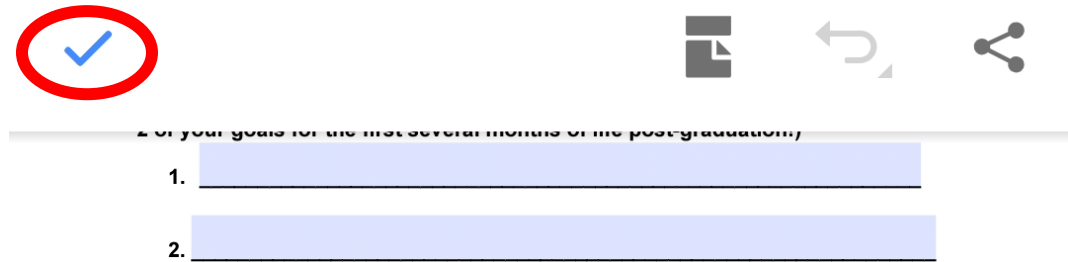 2 of your goals for the first several months of life post-graduation!)
1.
2.